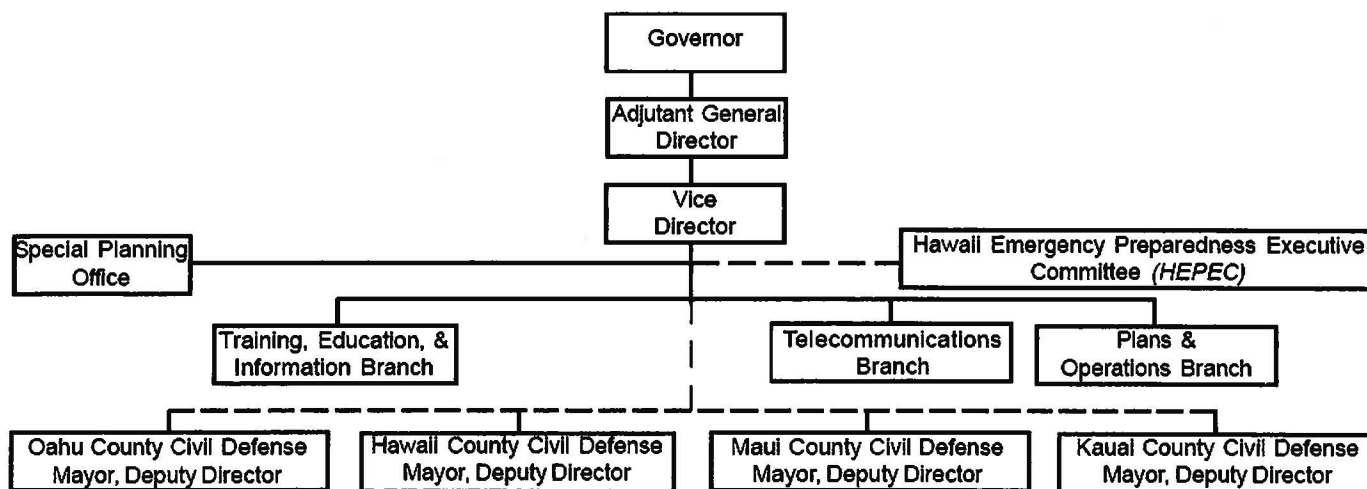 Governor
Adjutant General
Director
Vice
Director
Special Planning
Office
Hawaii Emergency Preparedness Executive
Committee (HEPEC)
Training, Education, &
Information Branch
Telecommunications
Branch
Plans &
Operations Branch
Oahu County Civil Defense
Mayor, Deputy Director
Hawaii County Civil Defense
Mayor, Deputy Director
Maui County Civil Defense
Mayor, Deputy Director
Kauai County Civil Defense
Mayor, Deputy Director